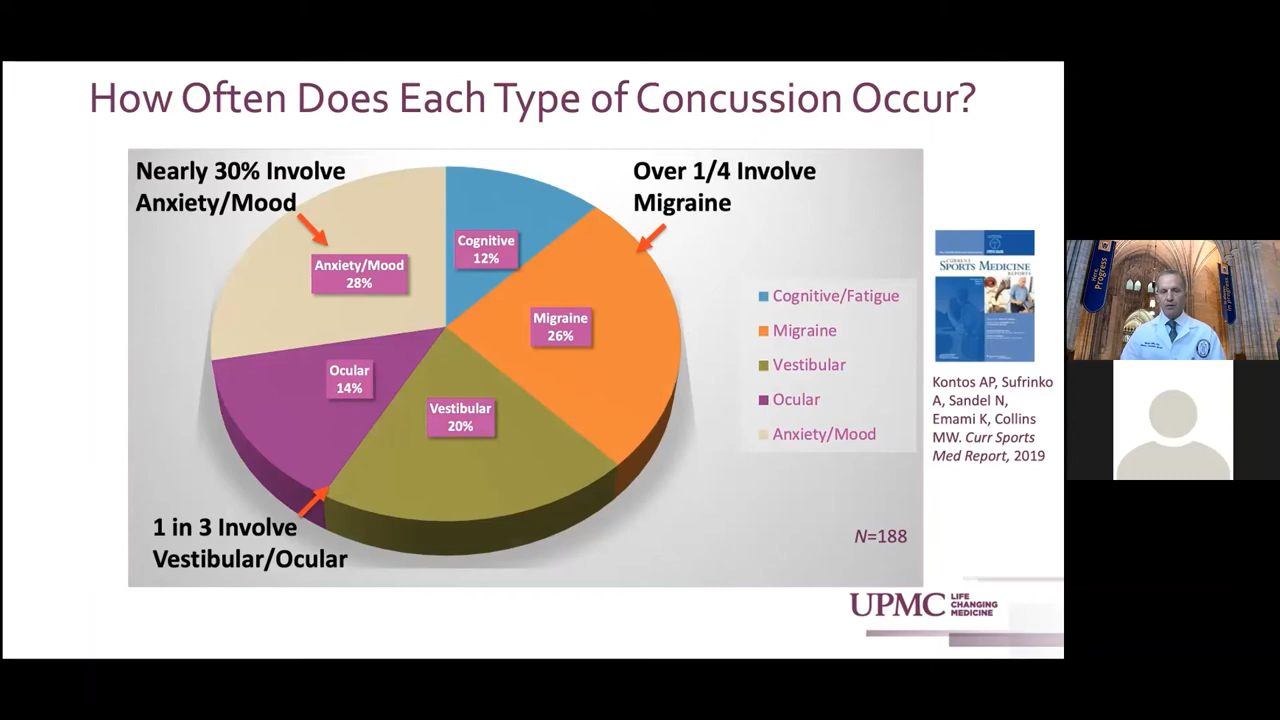 How Often Does Each Type of Concussion Occur?
Nearly 30% Involve
Anxiety/Mood
Over 1/4 Involve
Migraine
Cognitive
12%
Anxiety/Mood
28%
Migraine
26%
Ocular
14%
Vestibular
20%
1 in 3 Involve
Vestibular/Ocular
Cognitive/Fatigue
Migraine
Vestibular
Ocular
Anxiety/Mood
N=188
SPORTS MEDICINE
Kontos AP, Sufrinko
A, Sandel N,
Emami K, Collins
MW. Curr Sports
Med Report, 2019
UPMC
LIFE
CHANGING
MEDICINE
Progress